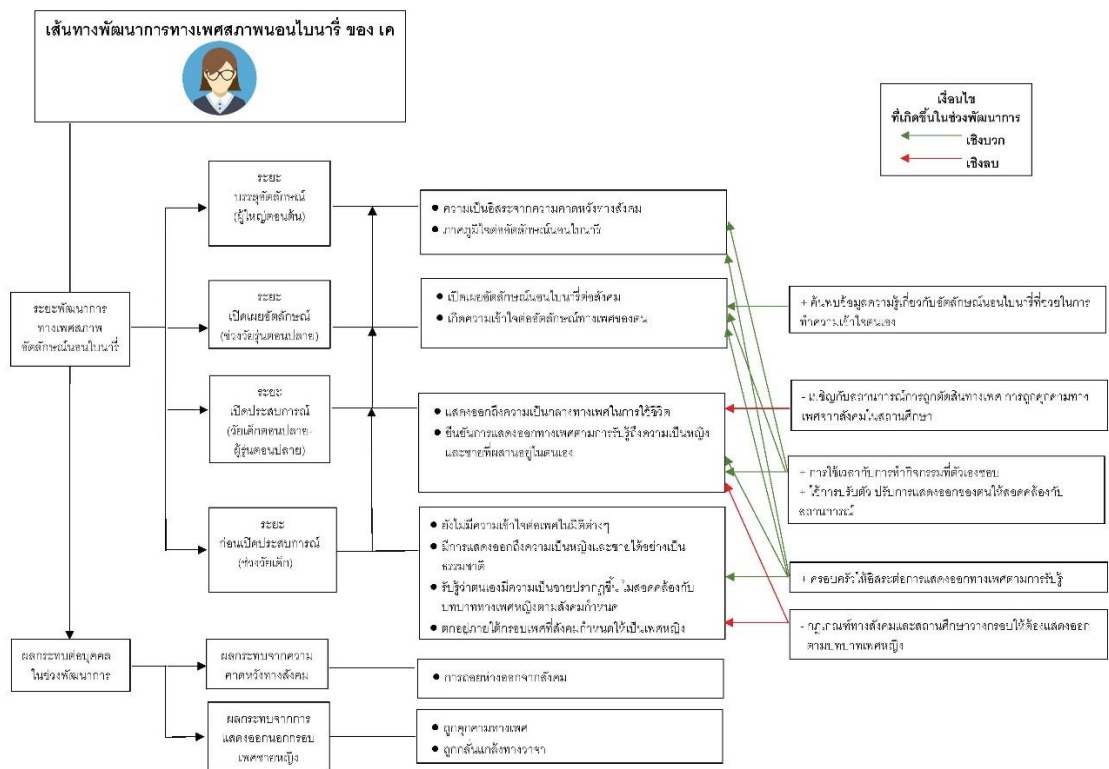 เส้นทางพัฒนาการทางเพศสภาพนอนไบนารี่ ของ เค
เงื่อนไข
ที่เกิดขึ้นในช่วงพัฒนาการ
เชิงบวก
เชิงลบ
ระยะพัฒนาการ
ทางเพศสภาพ
อัตลักษณ์นอนไบนารี่
ระยะ
บรรลุอัตลักษณ์
(ผู้ใหญ่ตอนต้น)
● ความเป็นอิสระจากความคาดหวังทางสังคม
● ภาคภูมิใจต่ออัตลักษณ์นอนไบนารี่
ระยะ
เปิดเผยอัตลักษณ์
(ช่วงวัยรุ่นตอนปลาย)
● เปิดเผยอัตลักษณ์นอนไบนารี่ต่อสังคม
● เกิดความเข้าใจต่ออัตลักษณ์ทางเพศของตน
+ ค้นพบข้อมูลความรู้เกี่ยวกับอัตลักษณ์นอนไบนารี่ที่ช่วยในการ
ทำความเข้าใจตนเอง
ระยะ
เปิดประสบการณ์
(วัยเด็กตอนปลาย-
ผู้รุ่นตอนปลาย)
● แสดงออกถึงความเป็นกลางทางเพศในการใช้ชีวิต
● ยืนยันการแสดงออกทางเพศตามการรับรู้ถึงความเป็นหญิง
และชายที่ผสานอยู่ในตนเอง
- เผชิญกับสถานการณ์การถูกตัดสินทางเพศ การถูกคุกคามทาง
เพศจากสังคมในสถานศึกษา
+ การใช้เวลากับการทำกิจกรรมที่ตัวเองชอบ
+ ใช้การปรับตัว ปรับการแสดงออกของตนให้สอดคล้องกับ
สถานการณ์
ระยะ
ก่อนเปิดประสบการณ์
(ช่วงวัยเด็ก)
● ยังไม่มีความเข้าใจต่อเพศในมิติต่างๆ
● มีการแสดงออกถึงความเป็นหญิงและชายได้อย่างเป็น
ธรรมชาติ
● รับรู้ว่าตนเองมีความเป็นชายปรากฏขึ้น ไม่สอดคล้องกับ
บทบาททางเพศหญิงตามสังคมกำหนด
● ตกอยู่ภายใต้กรอบเพศที่สังคมกำหนดให้เป็นเพศหญิง
+ ครอบครัวให้อิสระต่อการแสดงออกทางเพศตามการรับรู้
- กฎเกณฑ์ทางสังคมและสถานศึกษาวางกรอบให้ต้องแสดงออก
ตามบทบาทเพศหญิง
ผลกระทบต่อบุคคล
ในช่วงพัฒนาการ
ผลกระทบจากความ
คาดหวังทางสังคม
● การถอยห่างออกจากสังคม
ผลกระทบจากการ
แสดงออกนอกกรอบ
เพศชายหญิง
● ถูกคุกคามทางเพศ
● ถูกกลั่นแกล้งทางวาจา